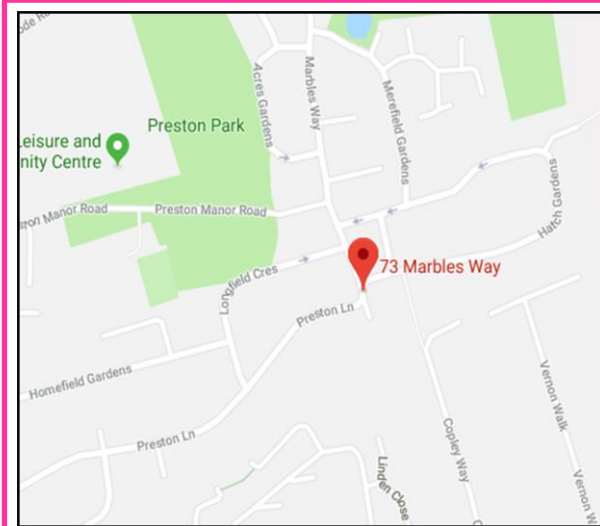 Acres Gardens
Marbles Way
Merefield Gardens
Preston Park
Leisure and
nity Centre
Preston Manor Road
ston Manor Road
Hatch Gardens
73 Marbles Way
Longfield Cres
Preston Ln
Homefield Gardens
Preston Ln
Copley Way
Linden Close
Vernon Walk
Vernon W